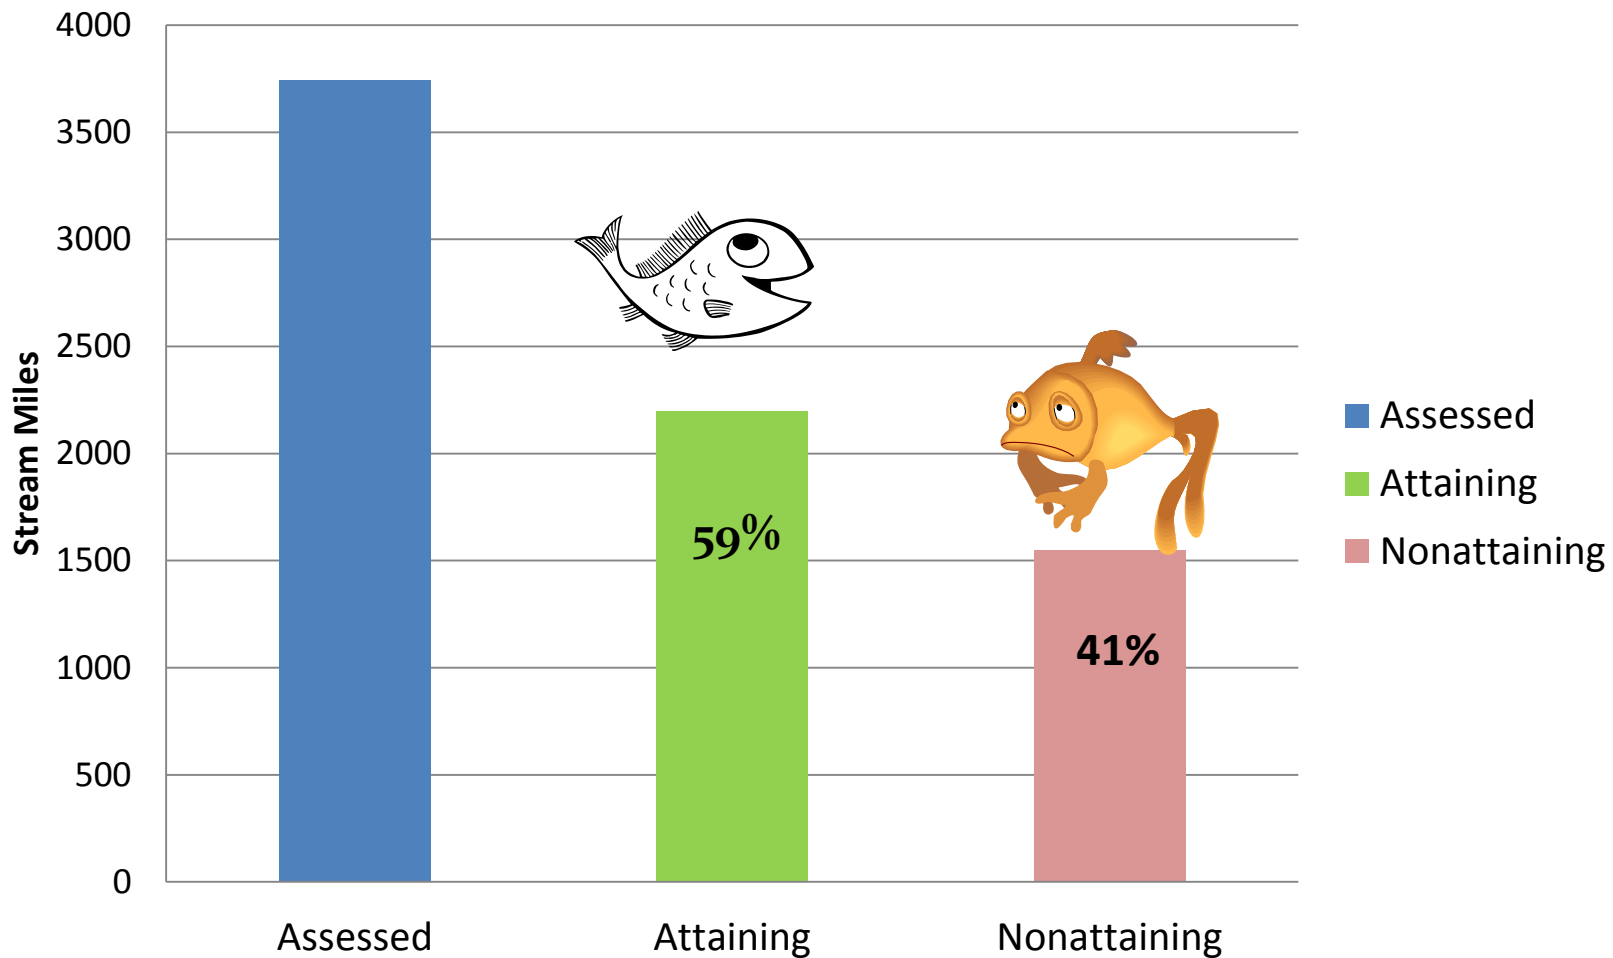 4000
3500
3000
2500
2000
1500
1000
500
0
Stream Miles
59%
41%
Assessed
Attaining
Nonattaining
Assessed
Attaining
Nonattaining